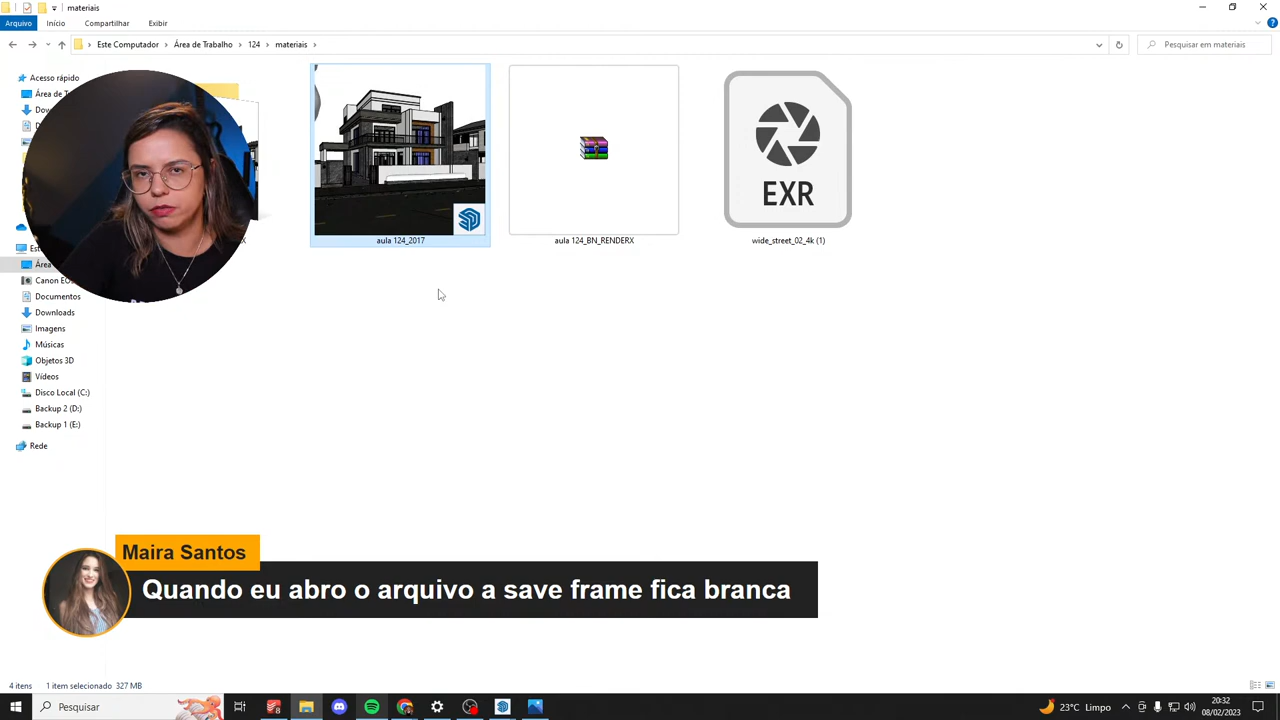 materiais
Arquivo Início Compartilhar Exibir
Este Computador Área de Trabalho 124 materiais
Pesquisar em materiais
Acesso rápido
Documentos
Downloads
Imagens
Músicas
Objetos 3D
Vídeos
Disco Local (C:)
Backup 2 (D:)
Backup 1 (E:)
Rede
EXR
aula 124_2017
aula 124_BN_RENDERX
wide_street_02_4k (1)
Maira Santos
Quando eu abro o arquivo a save frame fica branca
4 itens 1 item selecionado 327 MB
Pesquisar
23°C Limpo
20:32
08/02/2023